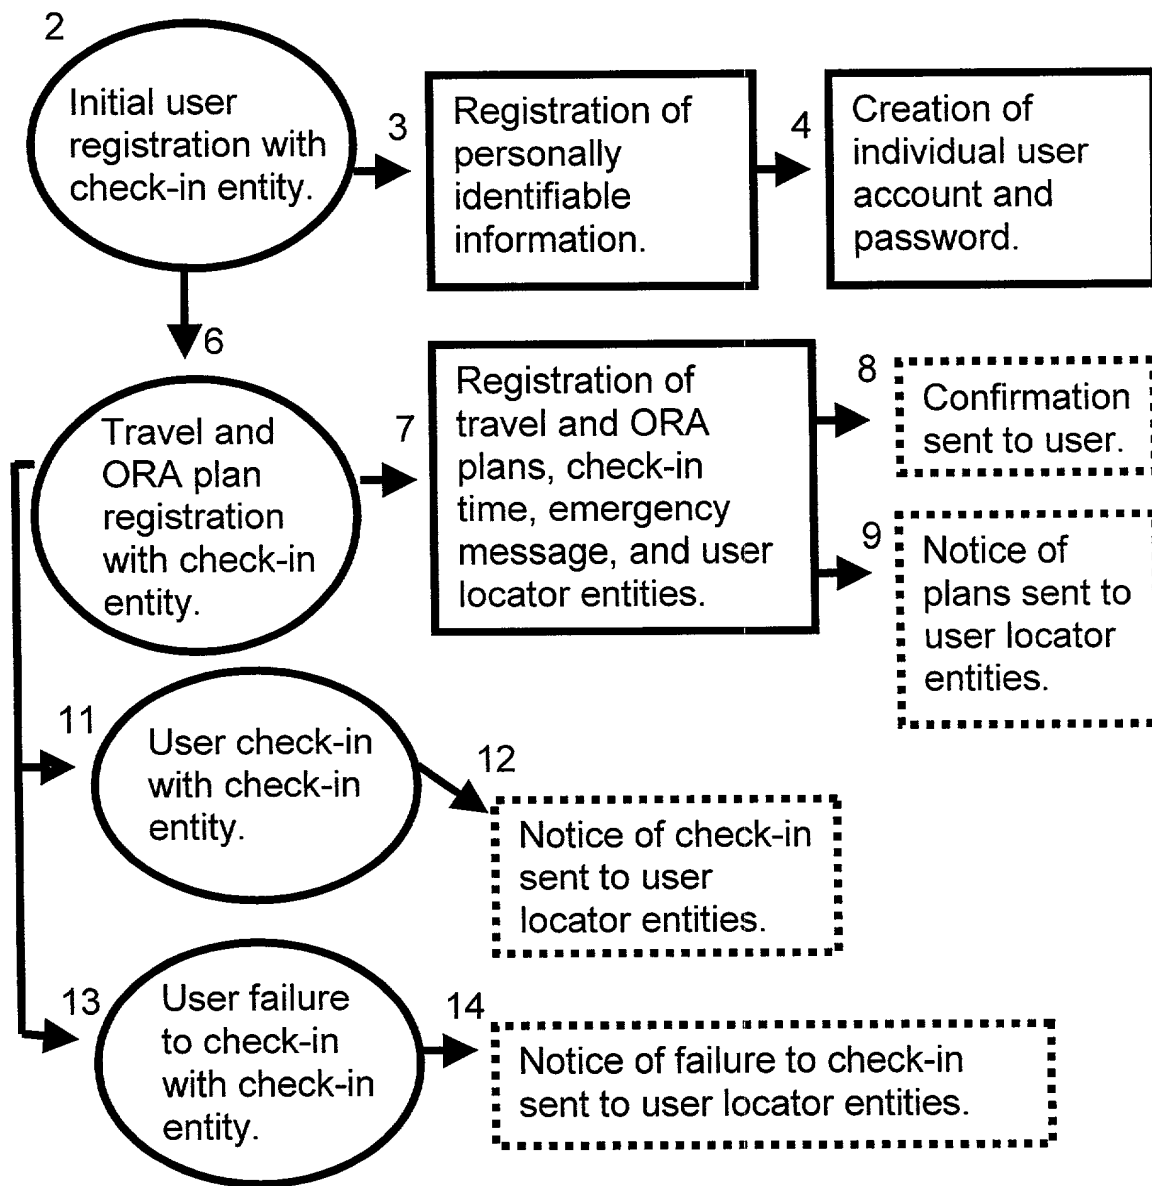 2
Initial user
registration with
check-in entity.
3
Registration of
personally
identifiable
information.
4
Creation of
individual user
account and
password.
6
Travel and
ORA plan
registration
with check-in
entity.
7
Registration of
travel and ORA
plans, check-in
time, emergency
message, and user
locator entities.
8
Confirmation
sent to user.
9
Notice of
plans sent to
user locator
entities.
11
User check-in
with check-in
entity.
12
Notice of check-in
sent to user
locator entities.
13
User failure
to check-in
with check-in
entity.
14
Notice of failure to check-in
sent to user locator entities.